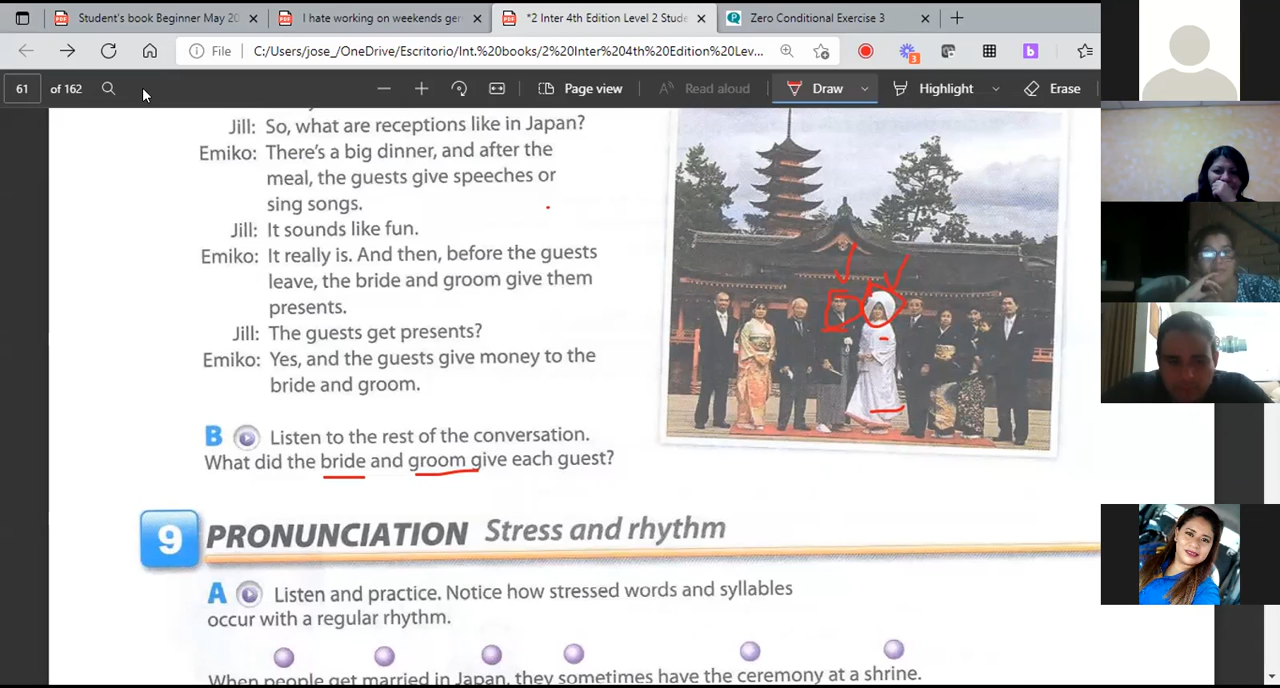 Student's book Beginner May 20
I hate working on weekends ger
*2 Inter 4th Edition Level 2 Stude
Zero Conditional Exercise 3
File
C:/Users/jose_/OneDrive/Escritorio/Int.%20books/2%20Inter%204th%20Edition%20Lev...
61 of 162
Page view
Read aloud
Draw
Highlight
Erase
Jill: So, what are receptions like in Japan?
Emiko: There's a big dinner, and after the
meal, the guests give speeches or
sing songs.
Jill: It sounds like fun.
Emiko: It really is. And then, before the guests
leave, the bride and groom give them
presents.
Jill: The guests get presents?
Emiko: Yes, and the guests give money to the
bride and groom.
B Listen to the rest of the conversation.
What did the bride and groom give each guest?
9 PRONUNCIATION Stress and rhythm
A Listen and practice. Notice how stressed words and syllables
occur with a regular rhythm.
When people get married in Japan, they sometimes have the ceremony at a shrine.